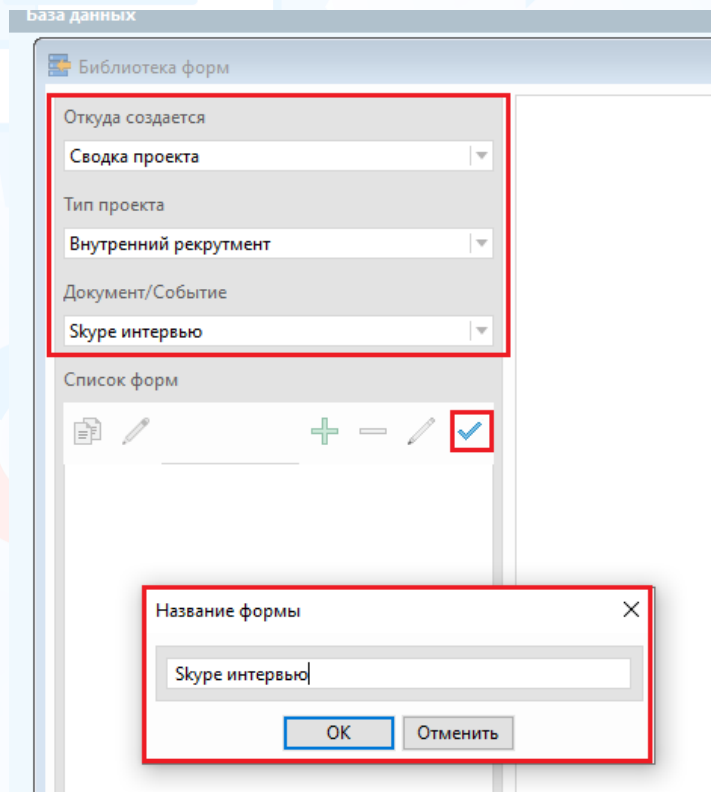 База данных
Библиотека форм
Откуда создается
Сводка проекта
Тип проекта
Внутренний рекрутмент
Документ/Событие
Skype интервью
Список форм
Название формы
Skype интервью
ОК Отменить